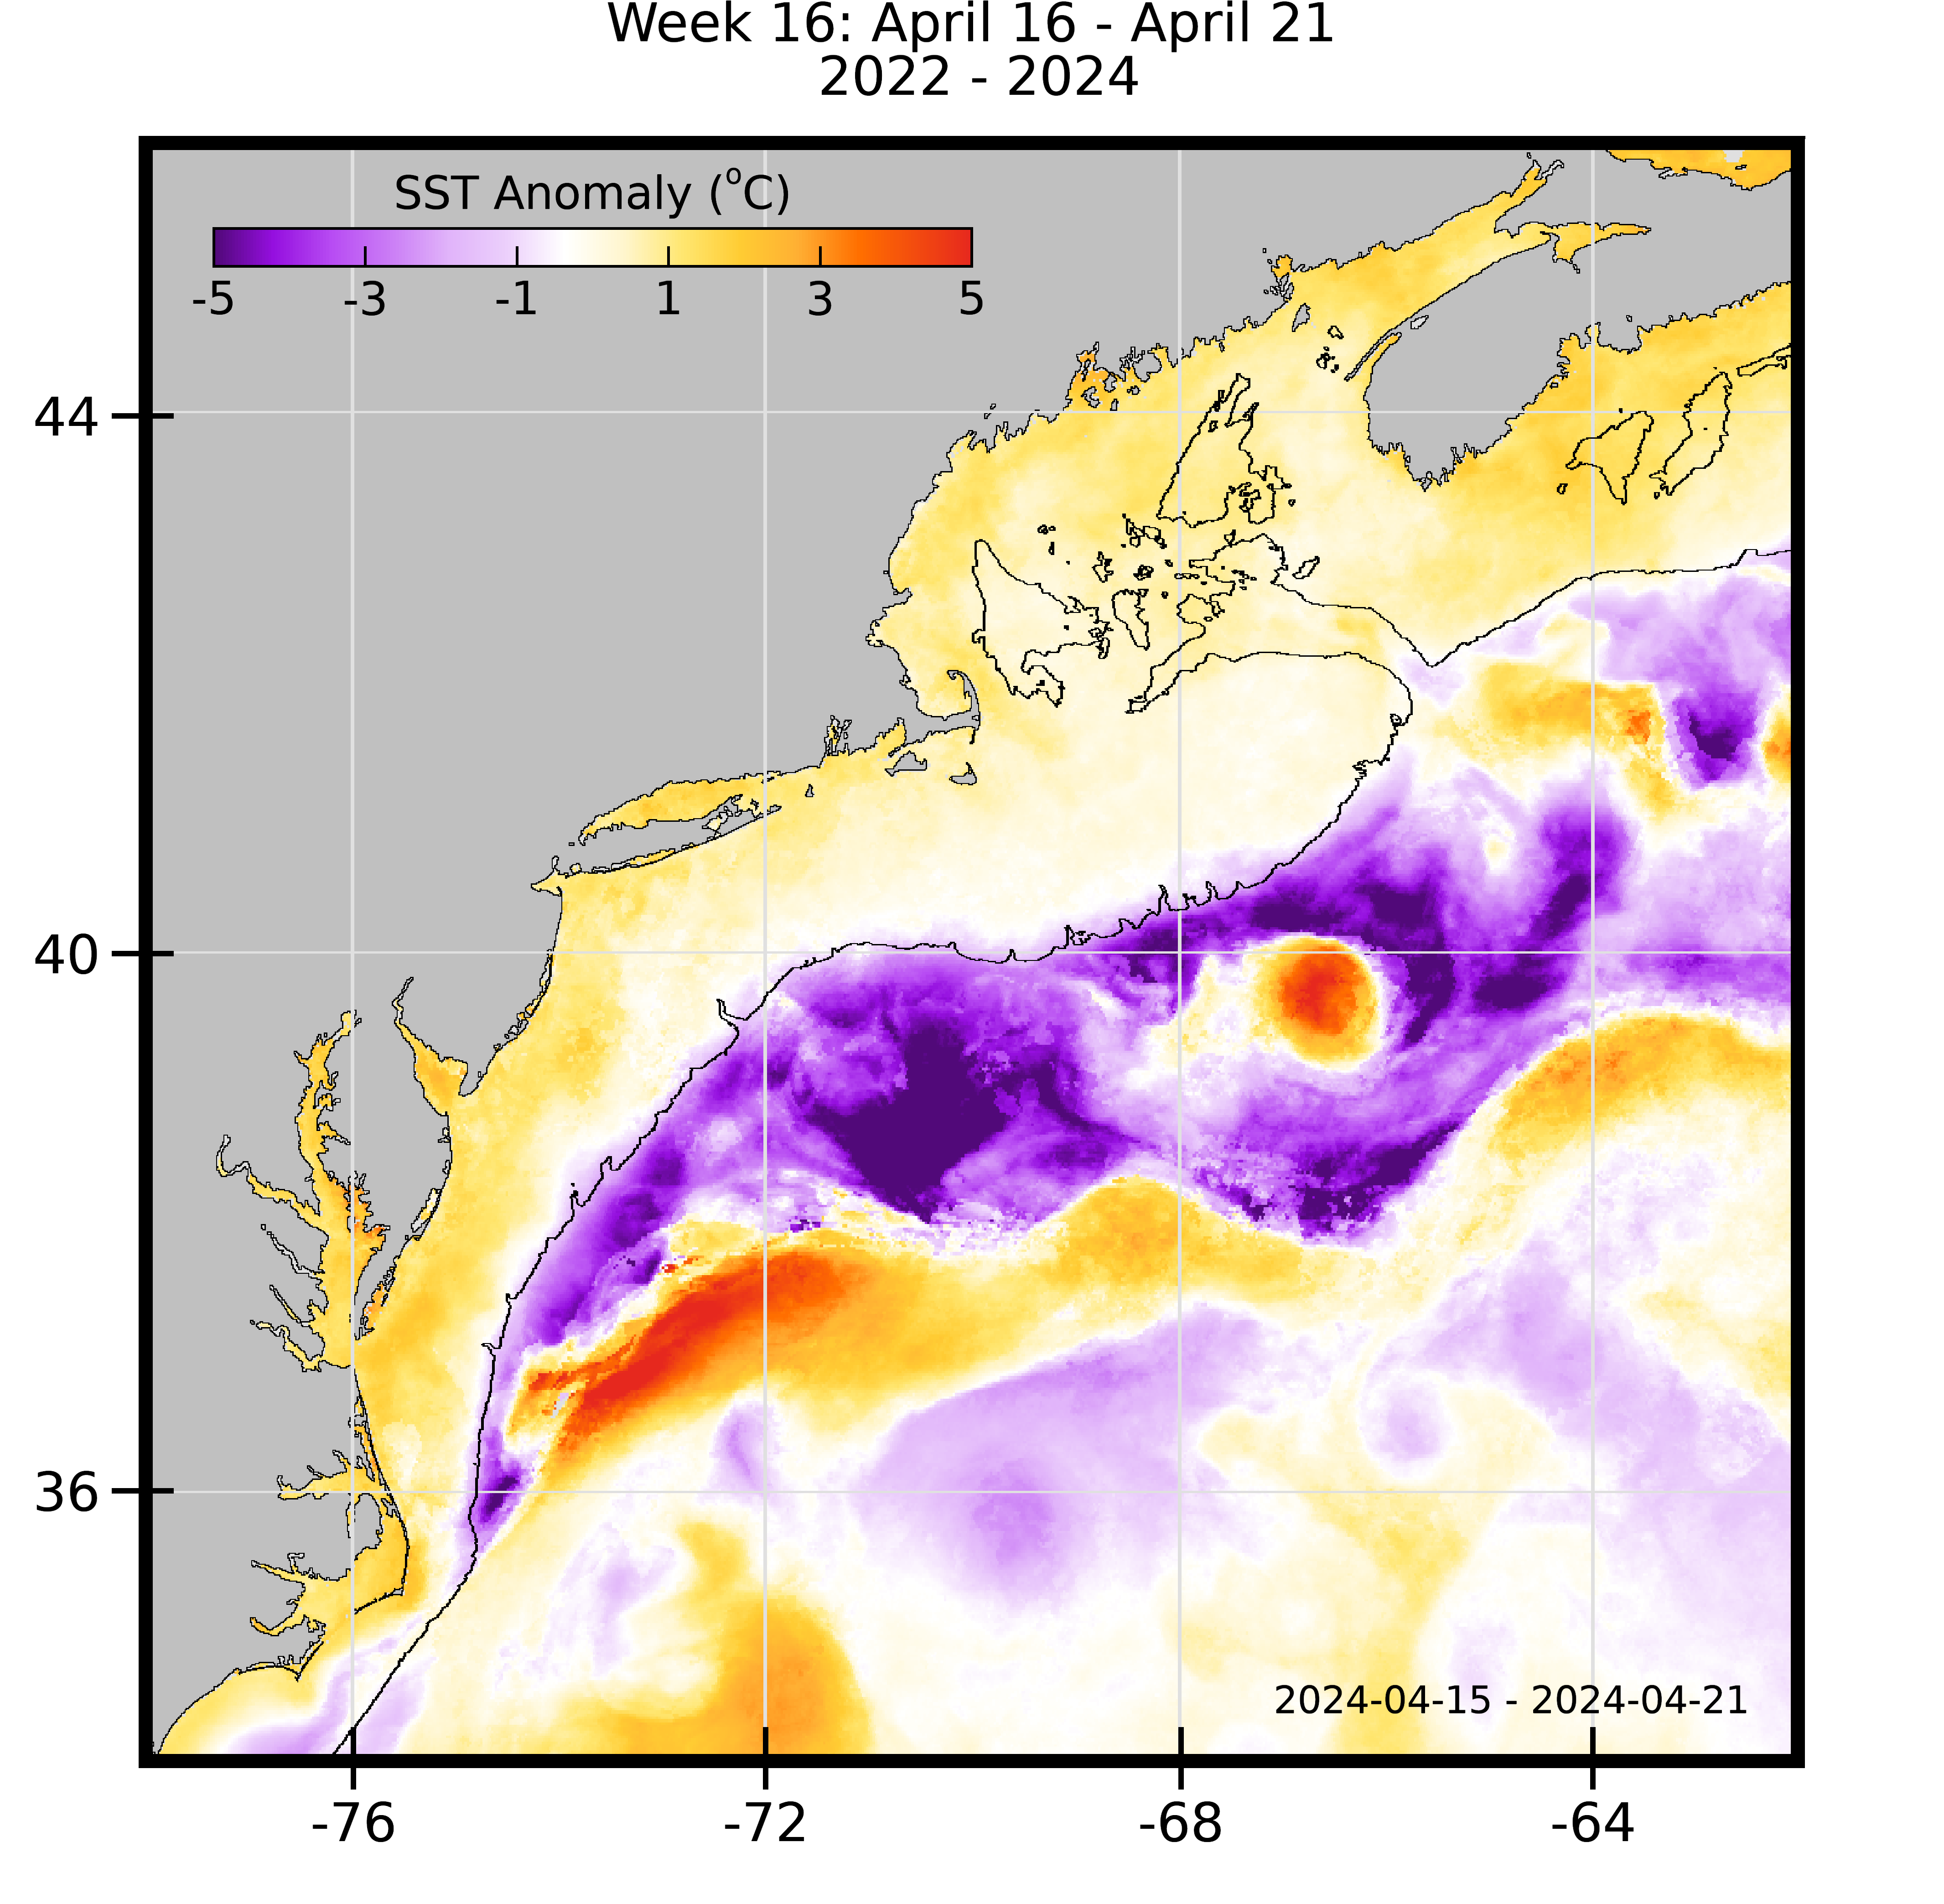 Week 16: April 16 - April 21
2022 - 2024
SST Anomaly (°C)
-5 -3 -1 1 3 5
44
40
36
2024-04-15 - 2024-04-21
-76 -72 -68 -64